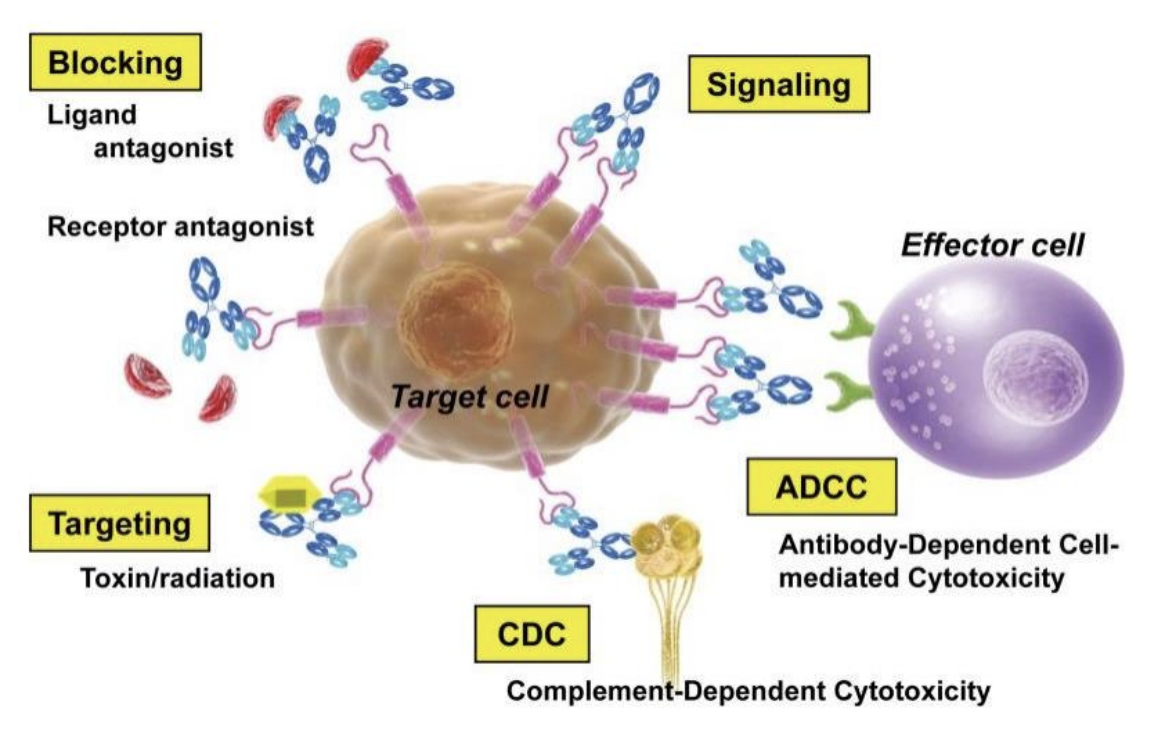 Blocking
Ligand
antagonist
Receptor antagonist
Signaling
Effector cell
Target cell
Targeting
Toxin/radiation
ADCC
Antibody-Dependent Cell-
mediated Cytotoxicity
CDC
Complement-Dependent Cytotoxicity